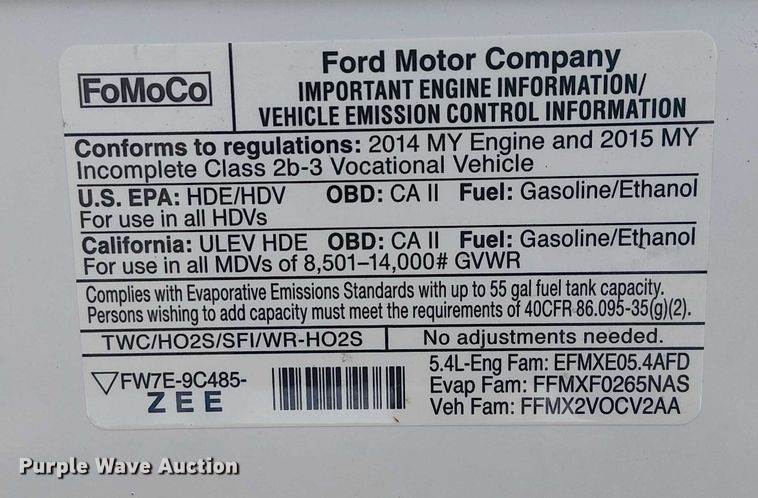 FoMoCo
Ford Motor Company
IMPORTANT ENGINE INFORMATION/
VEHICLE EMISSION CONTROL INFORMATION
Conforms to regulations: 2014 MY Engine and 2015 MY
Incomplete Class 2b-3 Vocational Vehicle
U.S. EPA: HDE/HDV OBD: CA II Fuel: Gasoline/Ethanol
For use in all HDVs
California: ULEV HDE OBD: CA II Fuel: Gasoline/Ethanol
For use in all MDVs of 8,501–14,000# GVWR
Complies with Evaporative Emissions Standards with up to 55 gal fuel tank capacity.
Persons wishing to add capacity must meet the requirements of 40CFR 86.095-35(g)(2).
TWC/HO2S/SFI/WR-HO2S
No adjustments needed.
FW7E-9C485-
ZEE
5.4L-Eng Fam: EFMXE05.4AFD
Evap Fam: FFMXF0265NAS
Veh Fam: FFMX2VOCV2AA
Purple Wave Auction